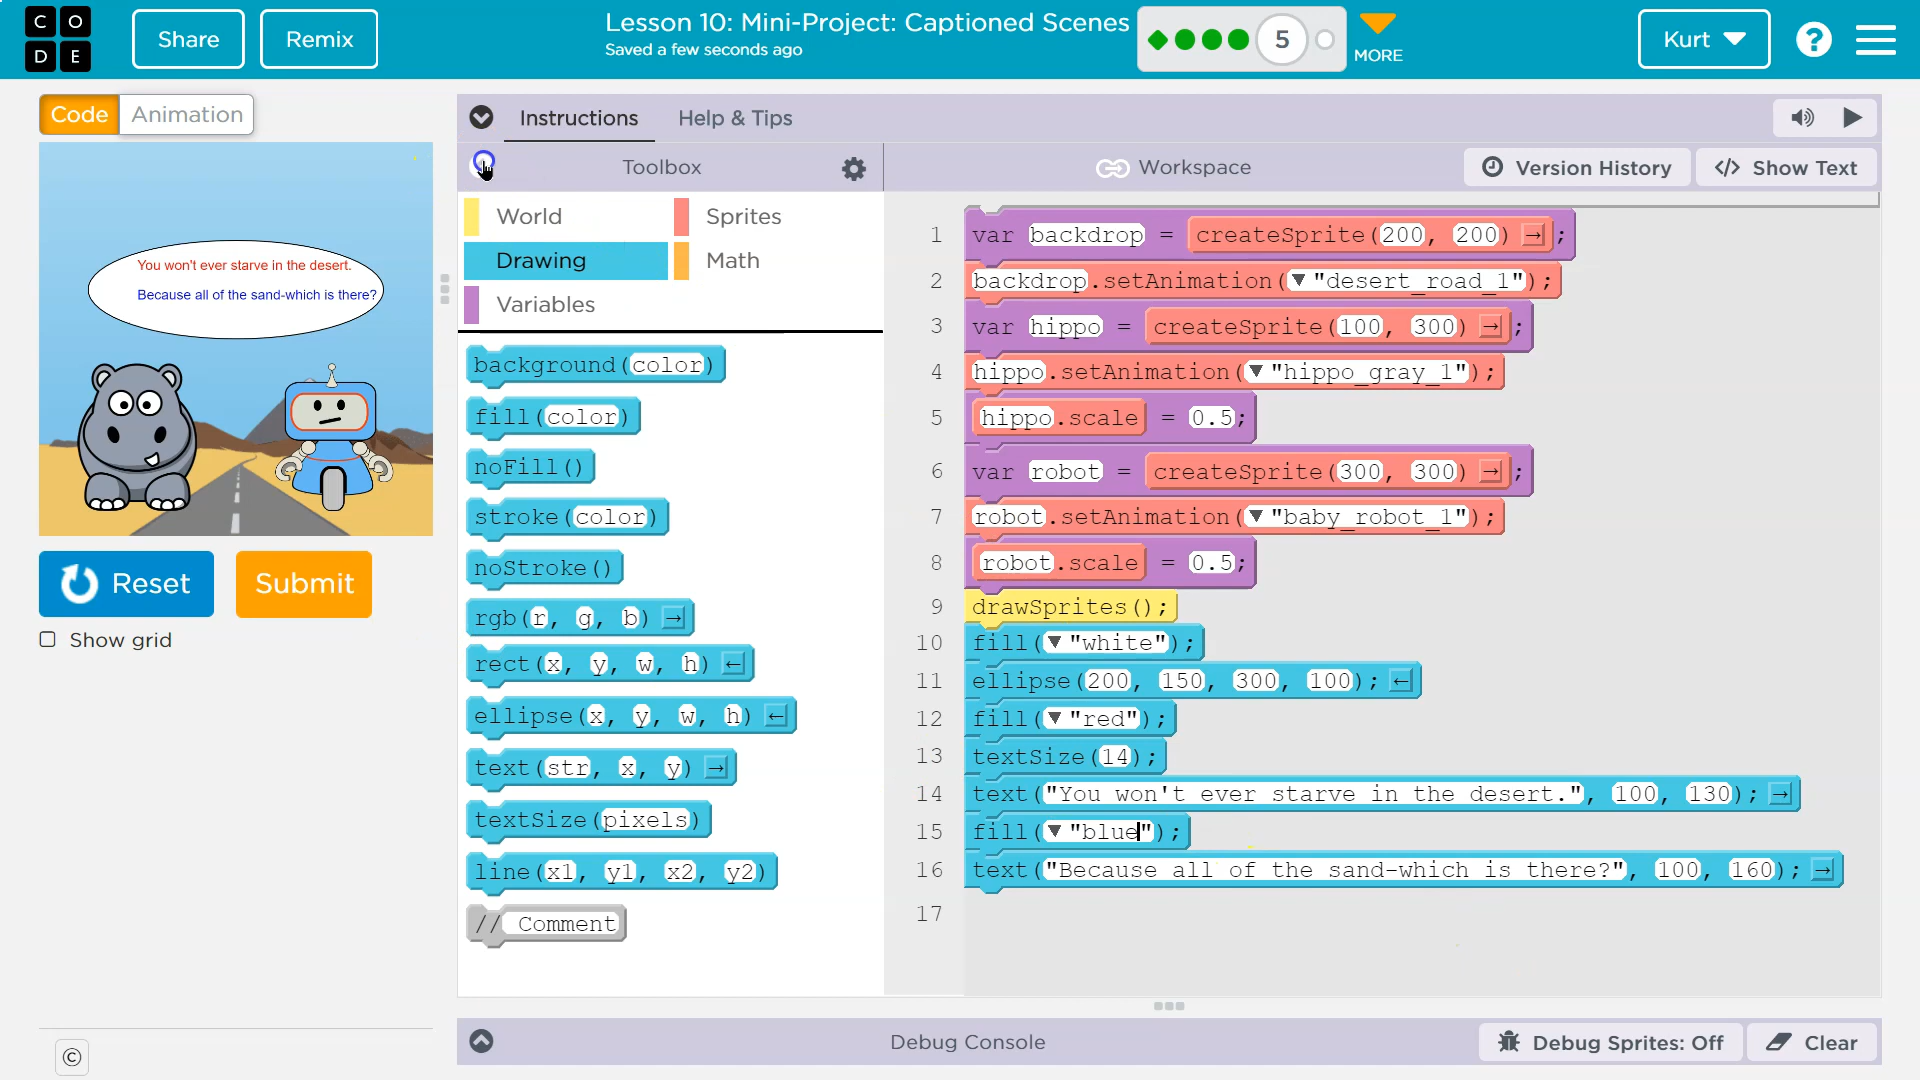 CODE
Share
Remix
Lesson 10: Mini-Project: Captioned Scenes
Saved a few seconds ago
5
MORE
Kurt
?
Code
Animation
Instructions
Help & Tips
Toolbox
Workspace
Version History
</> Show Text
World
Sprites
Drawing
Math
Variables
background(color)
fill(color)
noFill()
stroke(color)
noStroke()
rgb(r, g, b) →
rect(x, y, w, h) ←
ellipse(x, y, w, h) ←
text(str, x, y) →
textSize(pixels)
line(x1, y1, x2, y2)
// Comment
1 var backdrop = createSprite(200, 200) →;
2 backdrop.setAnimation(▼"desert_road_1");
3 var hippo = createSprite(100, 300) →;
4 hippo.setAnimation(▼"hippo_gray_1");
5 hippo.scale = 0.5;
6 var robot = createSprite(300, 300) →;
7 robot.setAnimation(▼"baby_robot_1");
8 robot.scale = 0.5;
9 drawSprites();
10 fill(▼"white");
11 ellipse(200, 150, 300, 100); ←
12 fill(▼"red");
13 textSize(14);
14 text("You won't ever starve in the desert.", 100, 130); →
15 fill(▼"blue");
16 text("Because all of the sand-which is there?", 100, 160); →
17
You won't ever starve in the desert.
Because all of the sand-which is there?
Reset
Submit
Show grid
©
Debug Console
Debug Sprites: Off
Clear